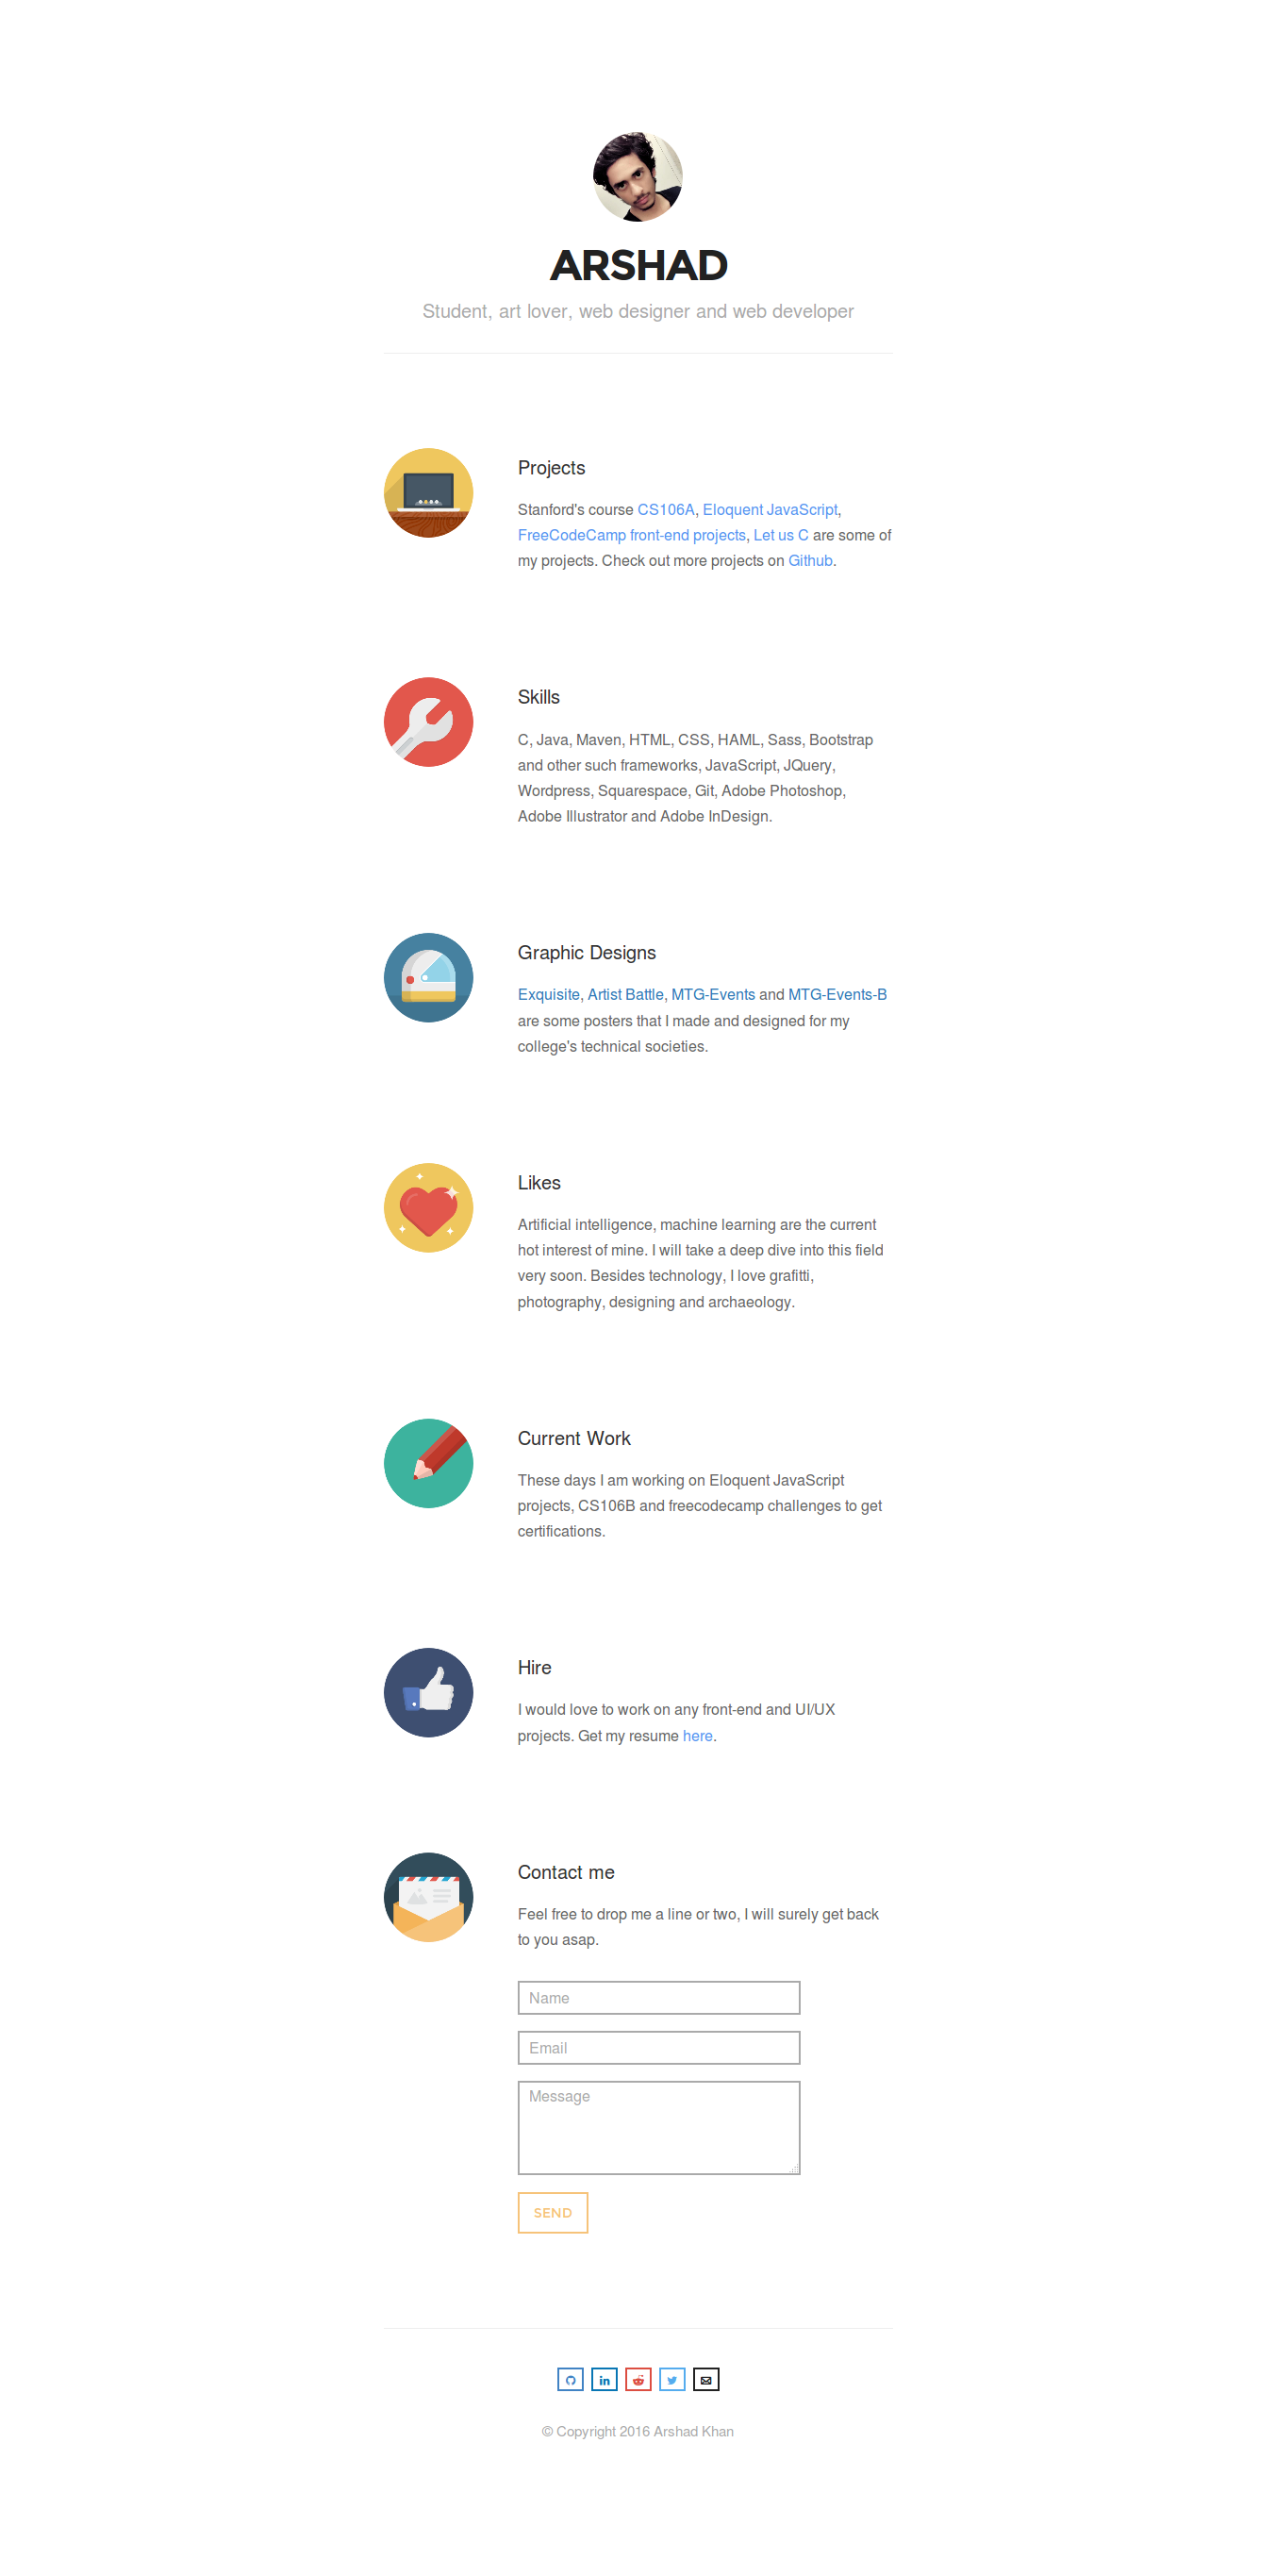 ARSHAD
Student, art lover, web designer and web developer
Projects
Stanford's course CS106A, Eloquent JavaScript,
FreeCodeCamp front-end projects, Let us C are some of
my projects. Check out more projects on Github.
Skills
C, Java, Maven, HTML, CSS, HAML, Sass, Bootstrap
and other such frameworks, JavaScript, JQuery,
Wordpress, Squarespace, Git, Adobe Photoshop,
Adobe Illustrator and Adobe InDesign.
Graphic Designs
Exquisite, Artist Battle, MTG-Events and MTG-Events-B
are some posters that I made and designed for my
college's technical societies.
Likes
Artificial intelligence, machine learning are the current
hot interest of mine. I will take a deep dive into this field
very soon. Besides technology, I love grafitti,
photography, designing and archaeology.
Current Work
These days I am working on Eloquent JavaScript
projects, CS106B and freecodecamp challenges to get
certifications.
Hire
I would love to work on any front-end and UI/UX
projects. Get my resume here.
Contact me
Feel free to drop me a line or two, I will surely get back
to you asap.
Name
Email
Message
SEND
in
© Copyright 2016 Arshad Khan